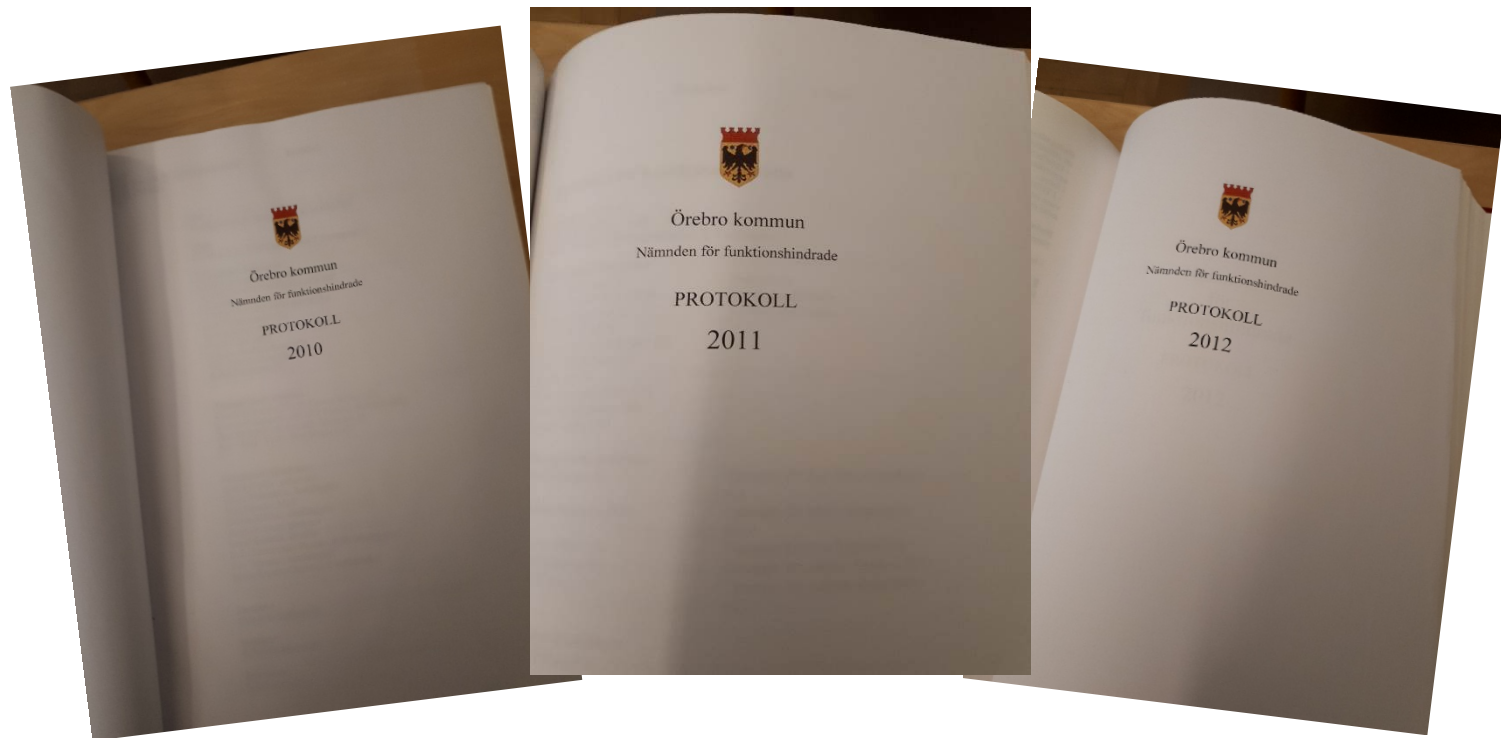 Örebro kommun
Nämnden för funktionshindrade
PROTOKOLL
2010
Örebro kommun
Nämnden för funktionshindrade
PROTOKOLL
2011
Örebro kommun
Nämnden för funktionshindrade
PROTOKOLL
2012